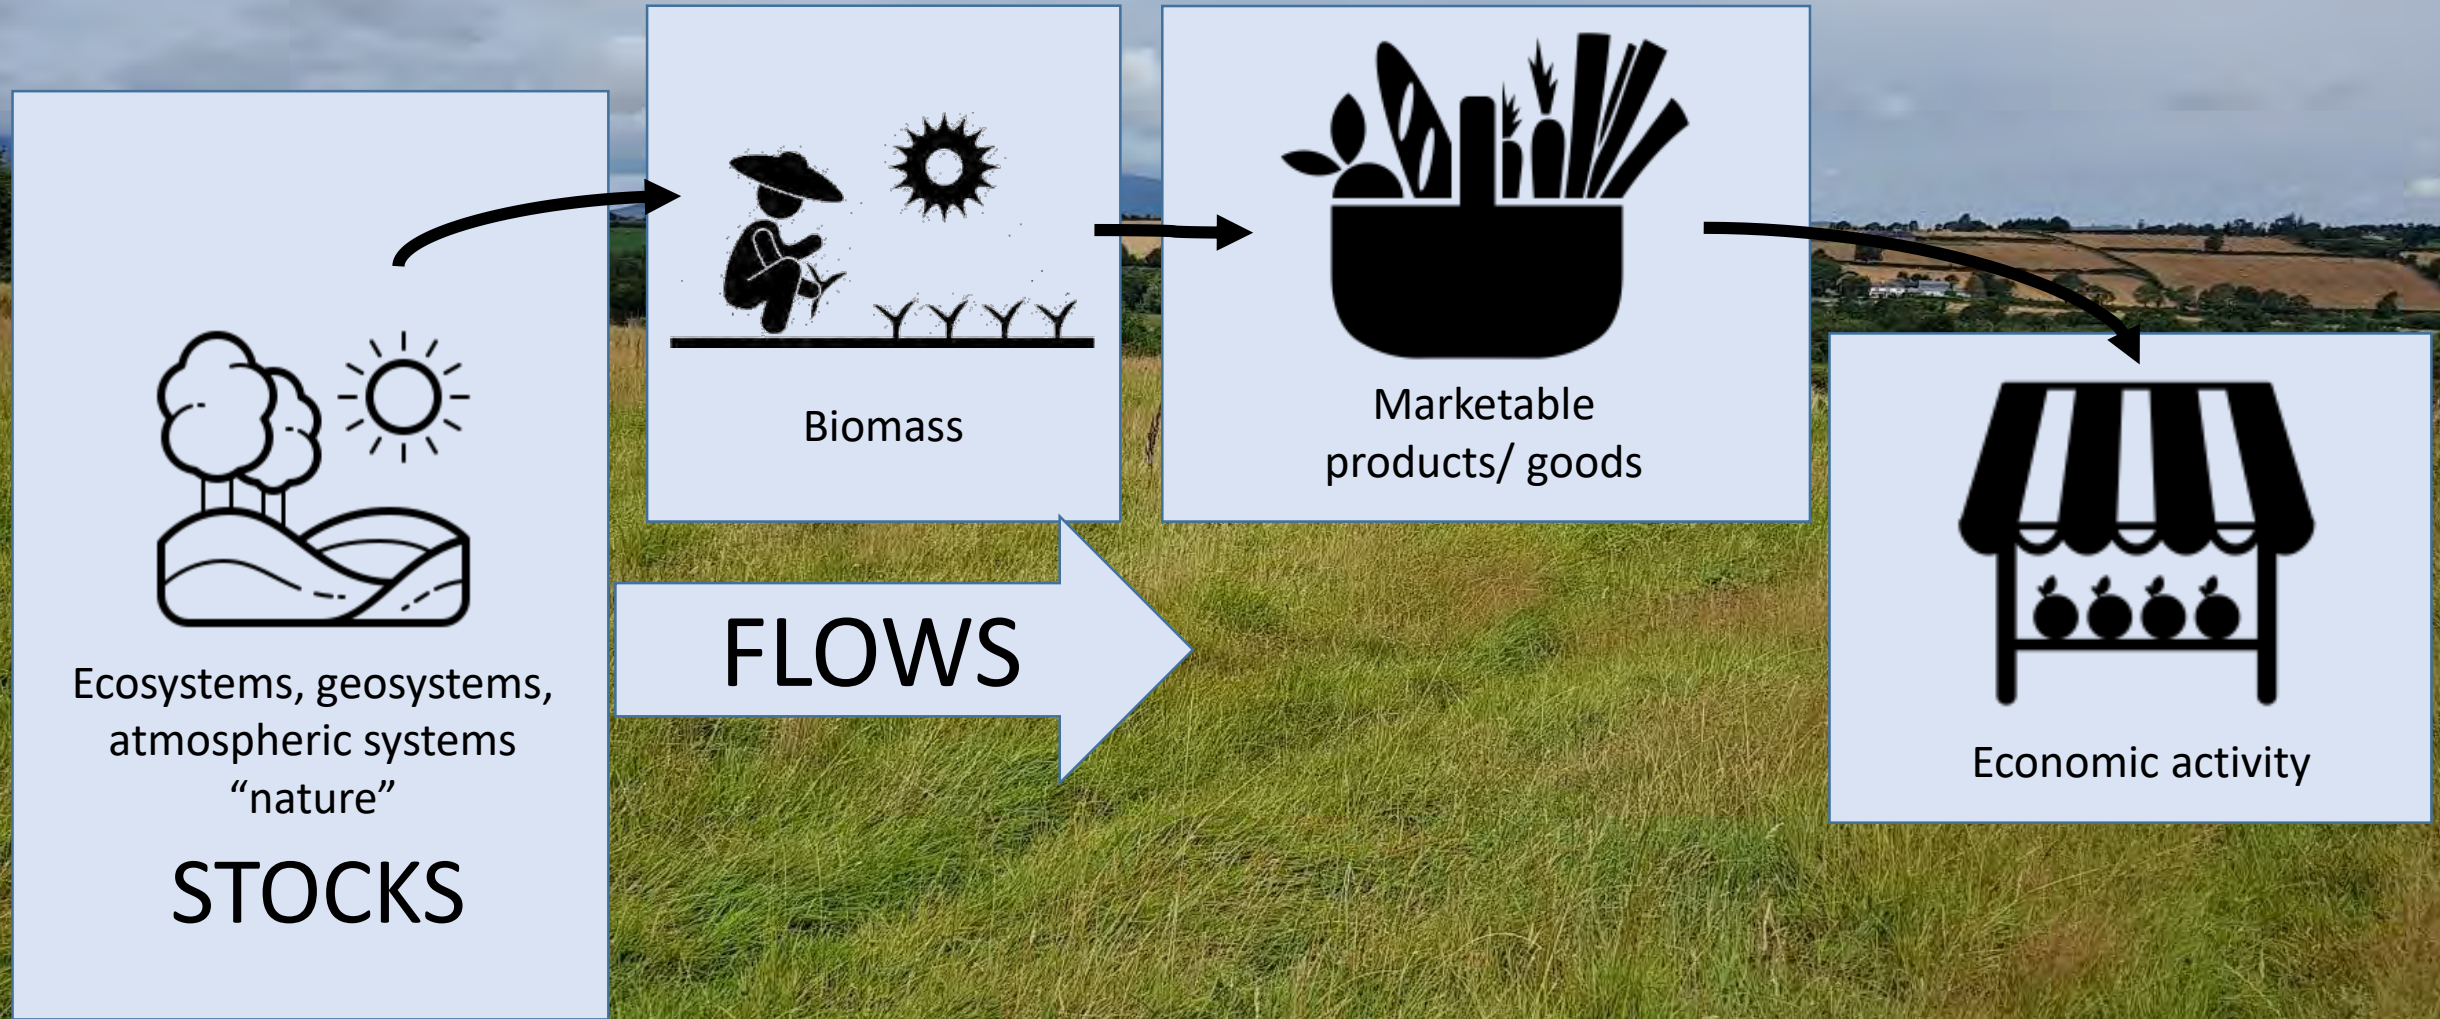 Ecosystems, geosystems,
atmospheric systems
“nature”
STOCKS
Biomass
FLOWS
Marketable
products/ goods
Economic activity